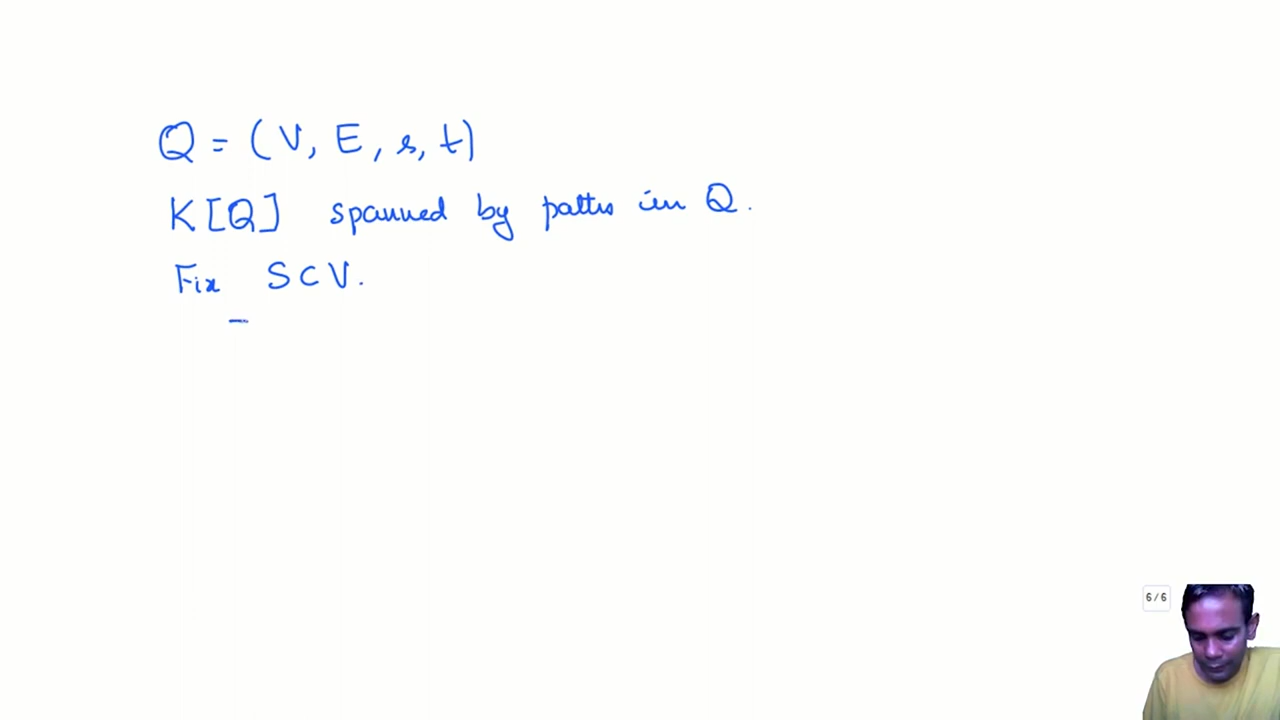 Q = (V, E, s, t)
K[Q] spanned by paths in Q.
Fix S ⊂ V.
6 / 6